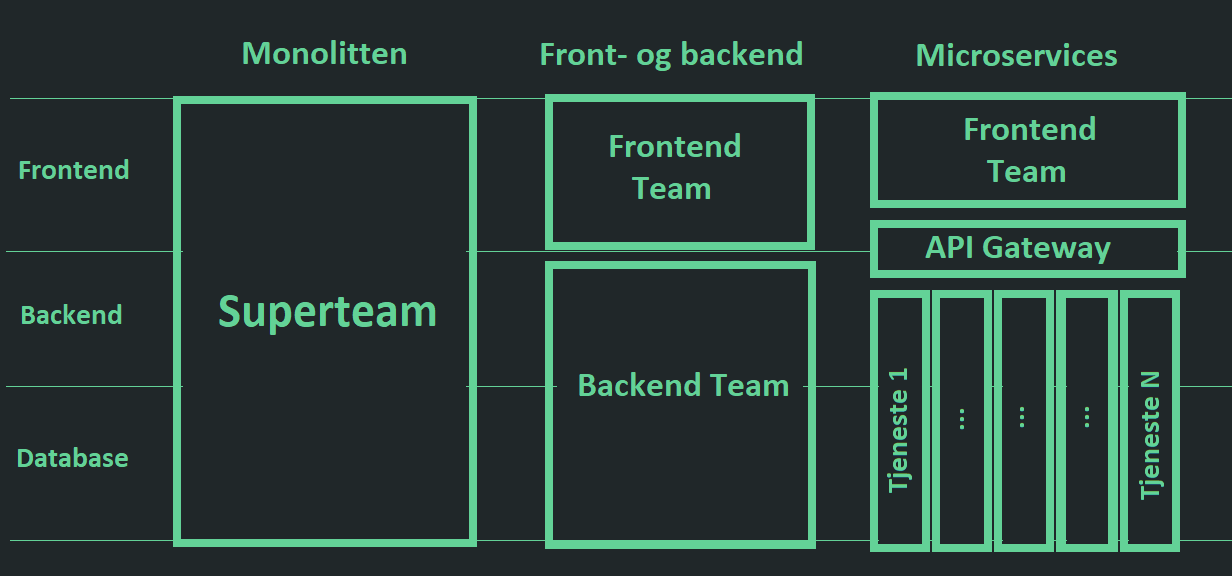 Monolitten
Front- og backend
Microservices
Frontend
Backend
Database
Superteam
Frontend
Team
Backend Team
Frontend
Team
API Gateway
Tjeneste 1
...
...
...
Tjeneste N